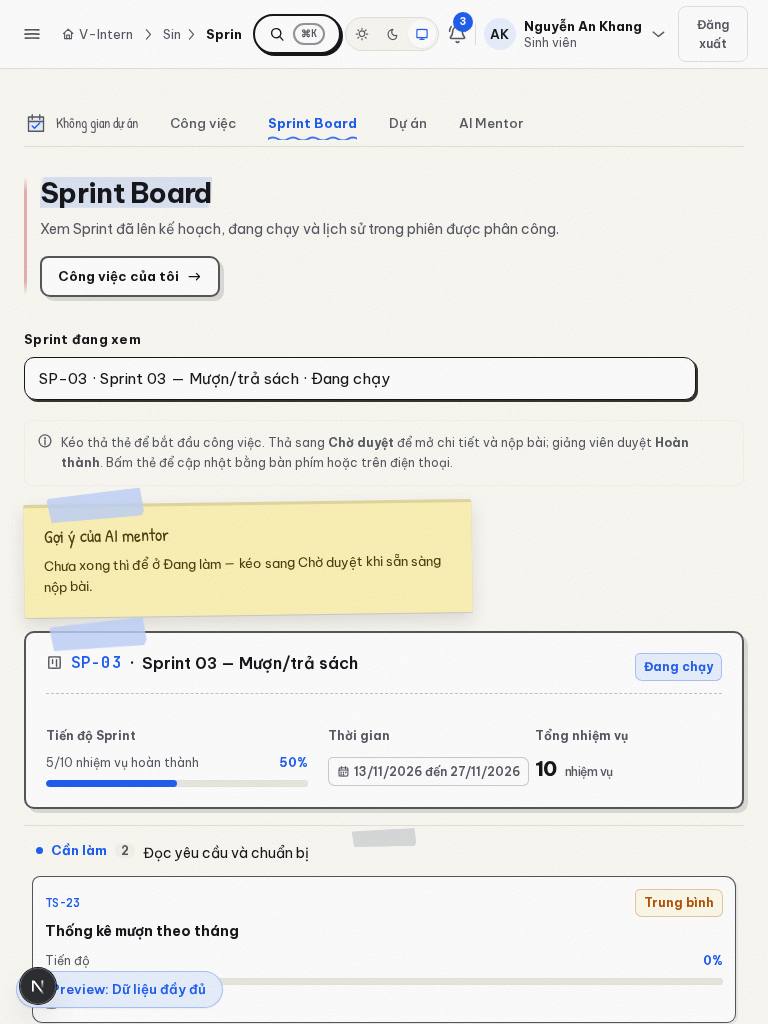 V-Intern
Sin
Sprin
⌘K
3
AK
Nguyễn An Khang
Sinh viên
Đăng
xuất
Không gian dự án
Công việc
Sprint Board
Dự án
AI Mentor
Sprint Board
Xem Sprint đã lên kế hoạch, đang chạy và lịch sử trong phiên được phân công.
Công việc của tôi →
Sprint đang xem
SP-03 · Sprint 03 — Mượn/trả sách · Đang chạy
Kéo thả thẻ để bắt đầu công việc. Thả sang Chờ duyệt để mở chi tiết và nộp bài; giảng viên duyệt Hoàn
thành. Bấm thẻ để cập nhật bằng bàn phím hoặc trên điện thoại.
Gợi ý của AI mentor
Chưa xong thì để ở Đang làm — kéo sang Chờ duyệt khi sẵn sàng
nộp bài.
SP-03 · Sprint 03 — Mượn/trả sách
Đang chạy
Tiến độ Sprint
5/10 nhiệm vụ hoàn thành
50%
Thời gian
13/11/2026 đến 27/11/2026
Tổng nhiệm vụ
10 nhiệm vụ
Cần làm
2
Đọc yêu cầu và chuẩn bị
TS-23
Trung bình
Thống kê mượn theo tháng
Tiến độ
0%
N
review: Dữ liệu đầy đủ